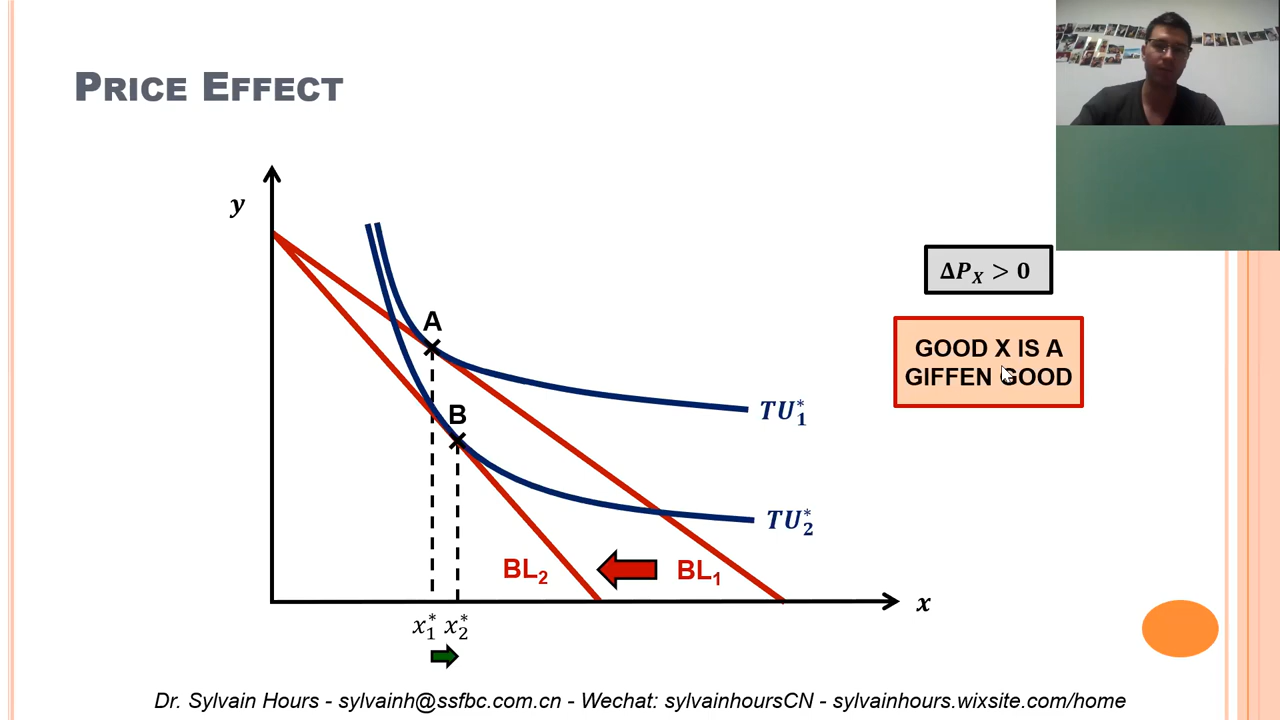 PRICE EFFECT
y
ΔP_X > 0
GOOD X IS A
GIFFEN GOOD
A
B
TU₁*
TU₂*
BL₂
BL₁
x₁* x₂*
x
Dr. Sylvain Hours - sylvainh@ssfbc.com.cn - Wechat: sylvainhoursCN - sylvainhours.wixsite.com/home